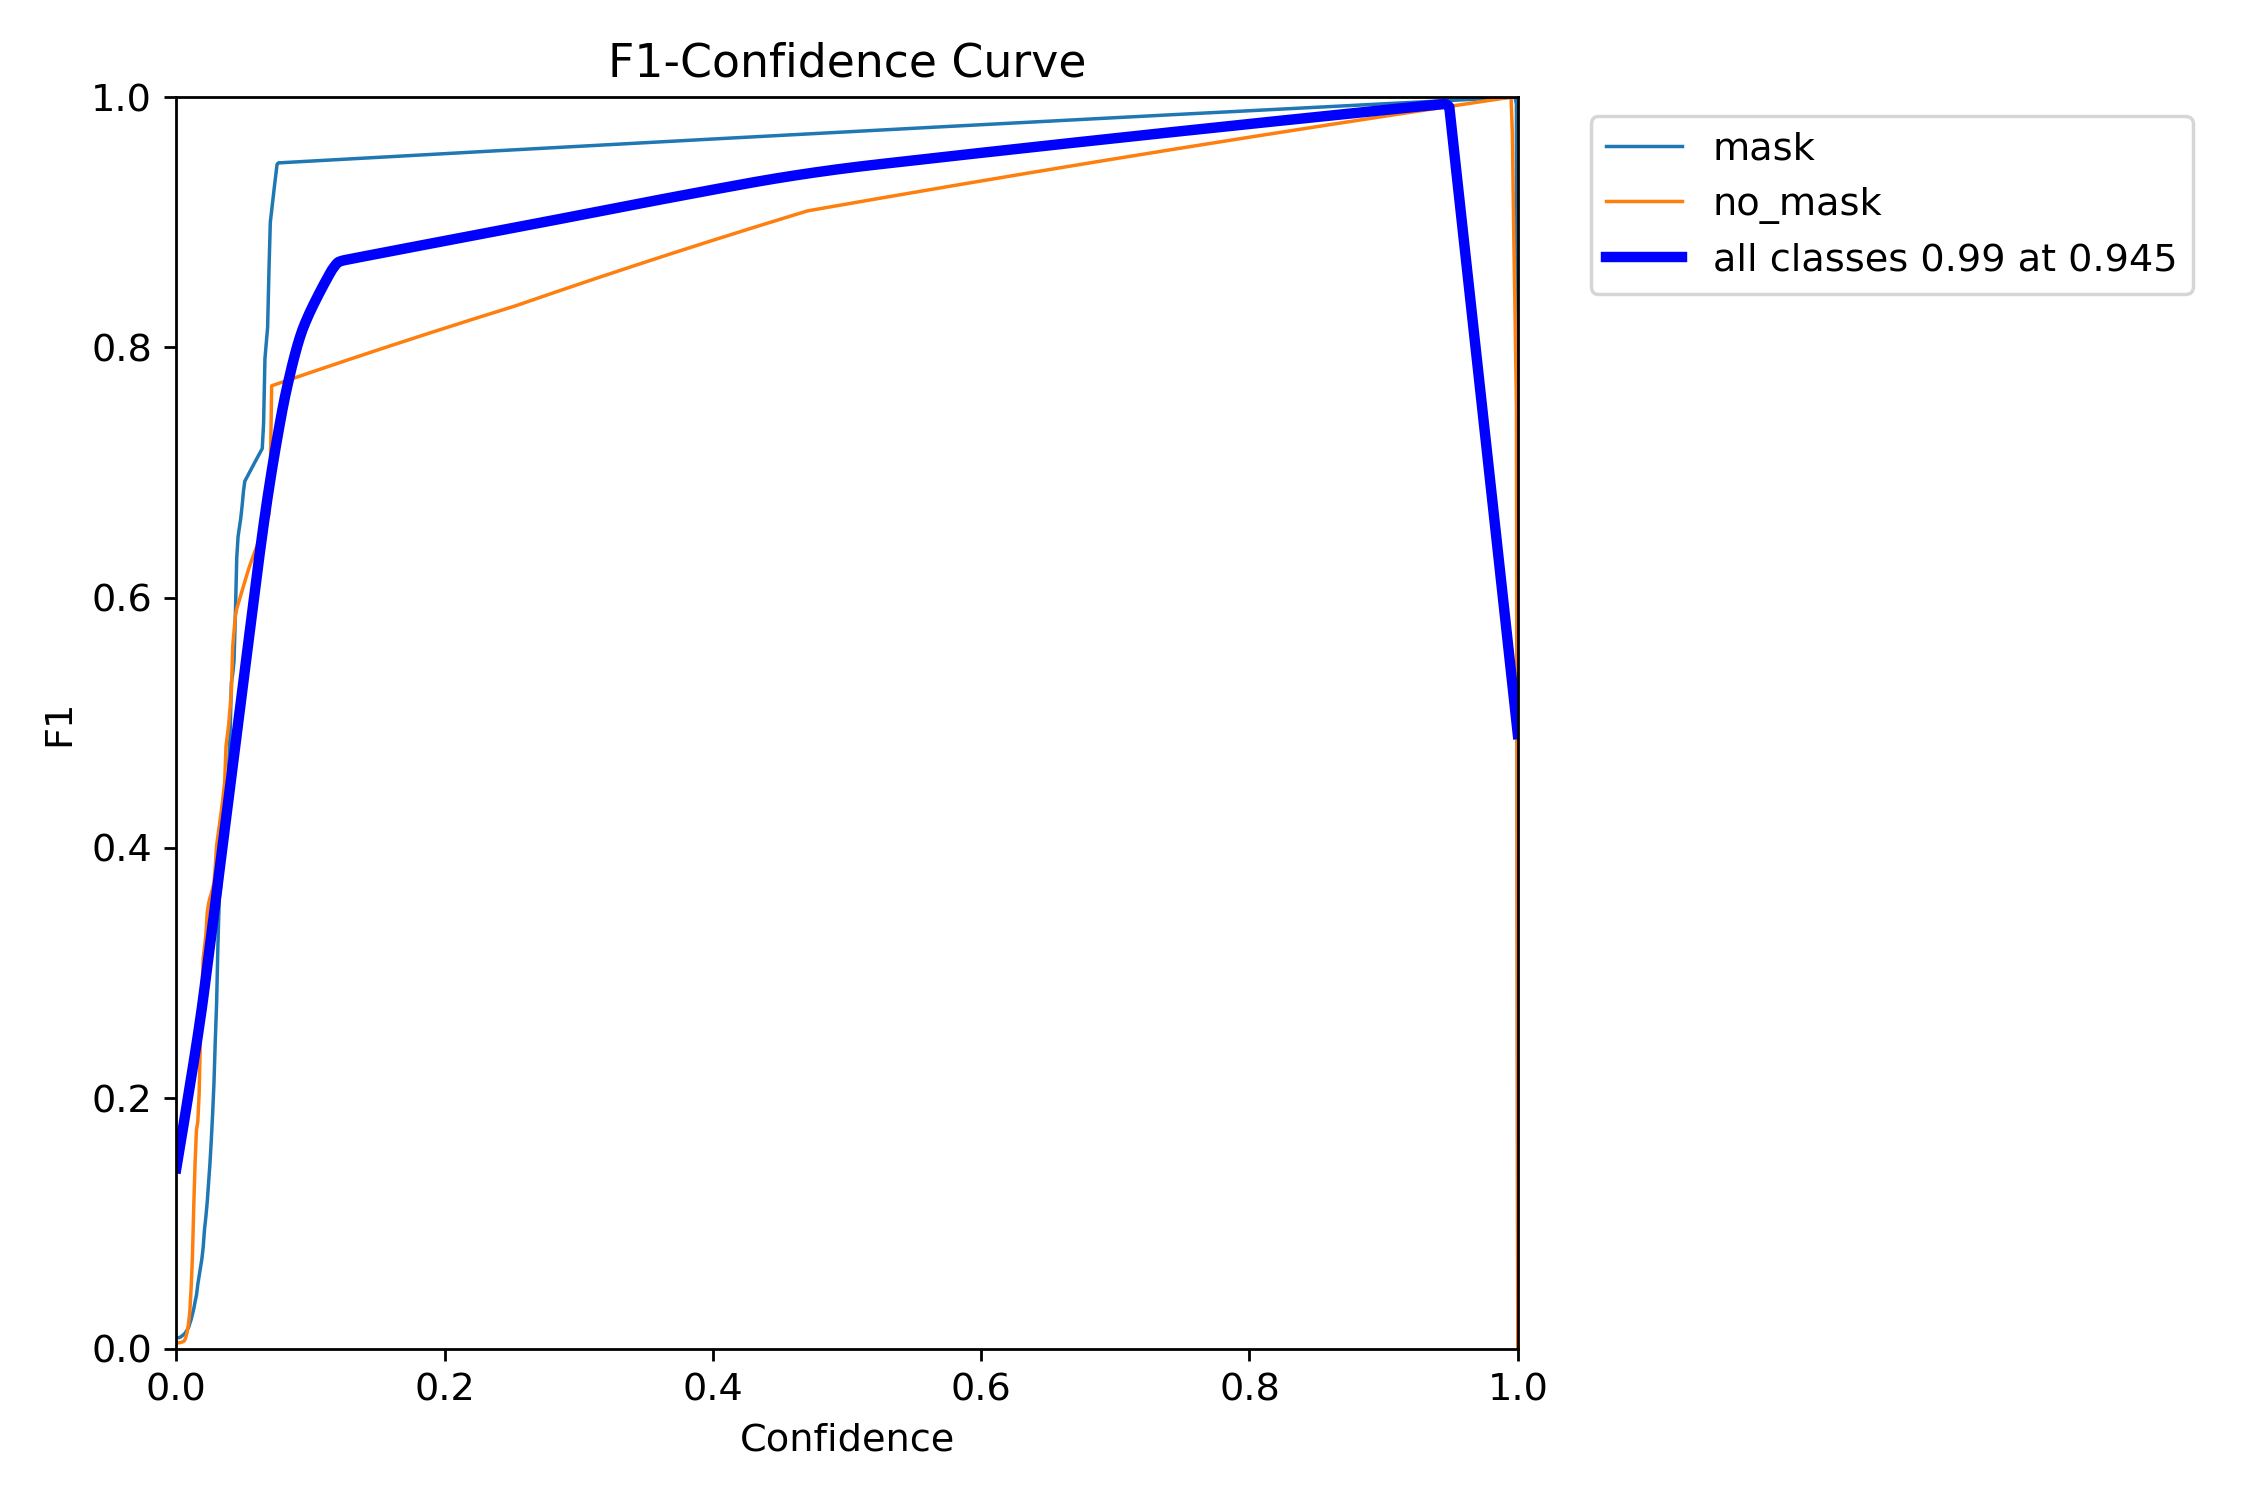 F1-Confidence Curve
1.0
0.8
0.6
0.4
0.2
0.0
F1
0.0 0.2 0.4 0.6 0.8 1.0
Confidence
mask
no_mask
all classes 0.99 at 0.945